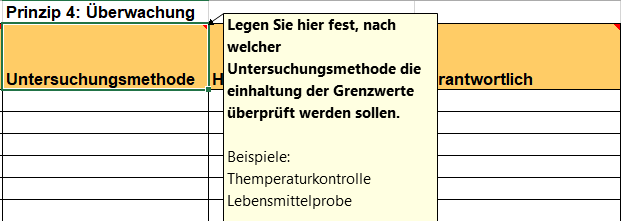 Prinzip 4: Überwachung
Legen Sie hier fest, nach
welcher
Untersuchungsmethode die
einhaltung der Grenzwerte
überprüft werden sollen.
Beispiele:
Themperaturkontrolle
Lebensmittelprobe
Untersuchungsmethode